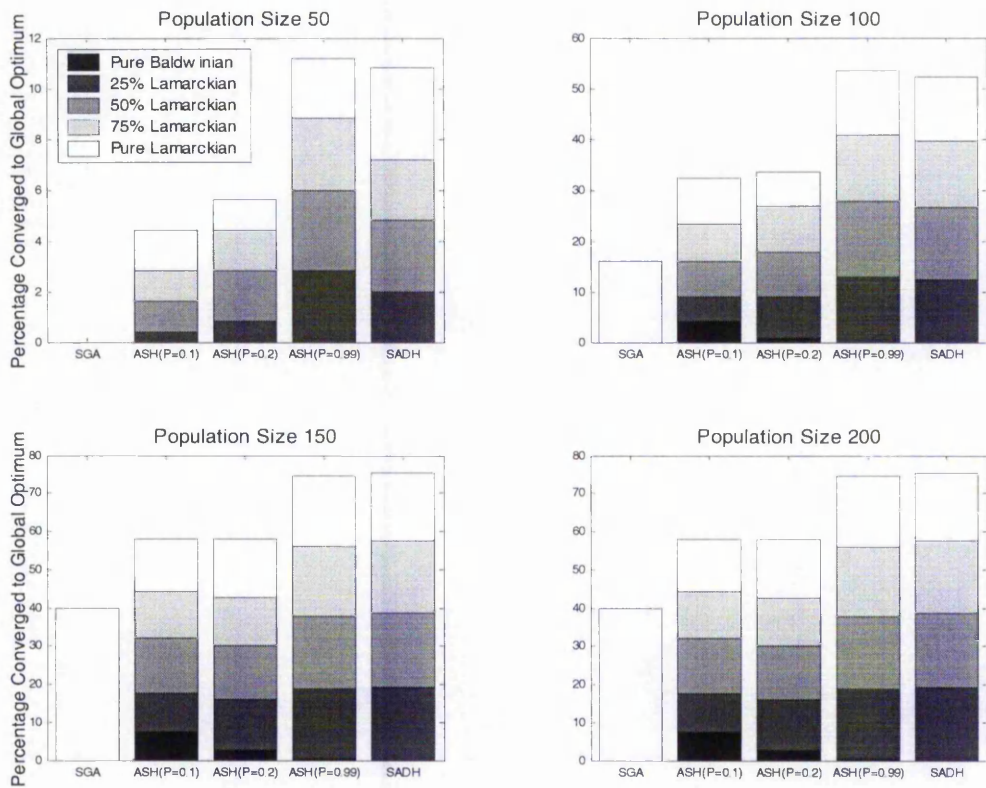 Population Size 50
Percentage Converged to Global Optimum
12
10
8
6
4
2
0
Pure Baldwinian
25% Lamarckian
50% Lamarckian
75% Lamarckian
Pure Lamarckian
SGA ASH(P=0.1) ASH(P=0.2) ASH(P=0.99) SADH
Population Size 100
60
50
40
30
20
10
0
SGA ASH(P=0.1) ASH(P=0.2) ASH(P=0.99) SADH
Population Size 150
Percentage Converged to Global Optimum
80
70
60
50
40
30
20
10
0
SGA ASH(P=0.1) ASH(P=0.2) ASH(P=0.99) SADH
Population Size 200
80
70
60
50
40
30
20
10
0
SGA ASH(P=0.1) ASH(P=0.2) ASH(P=0.99) SADH